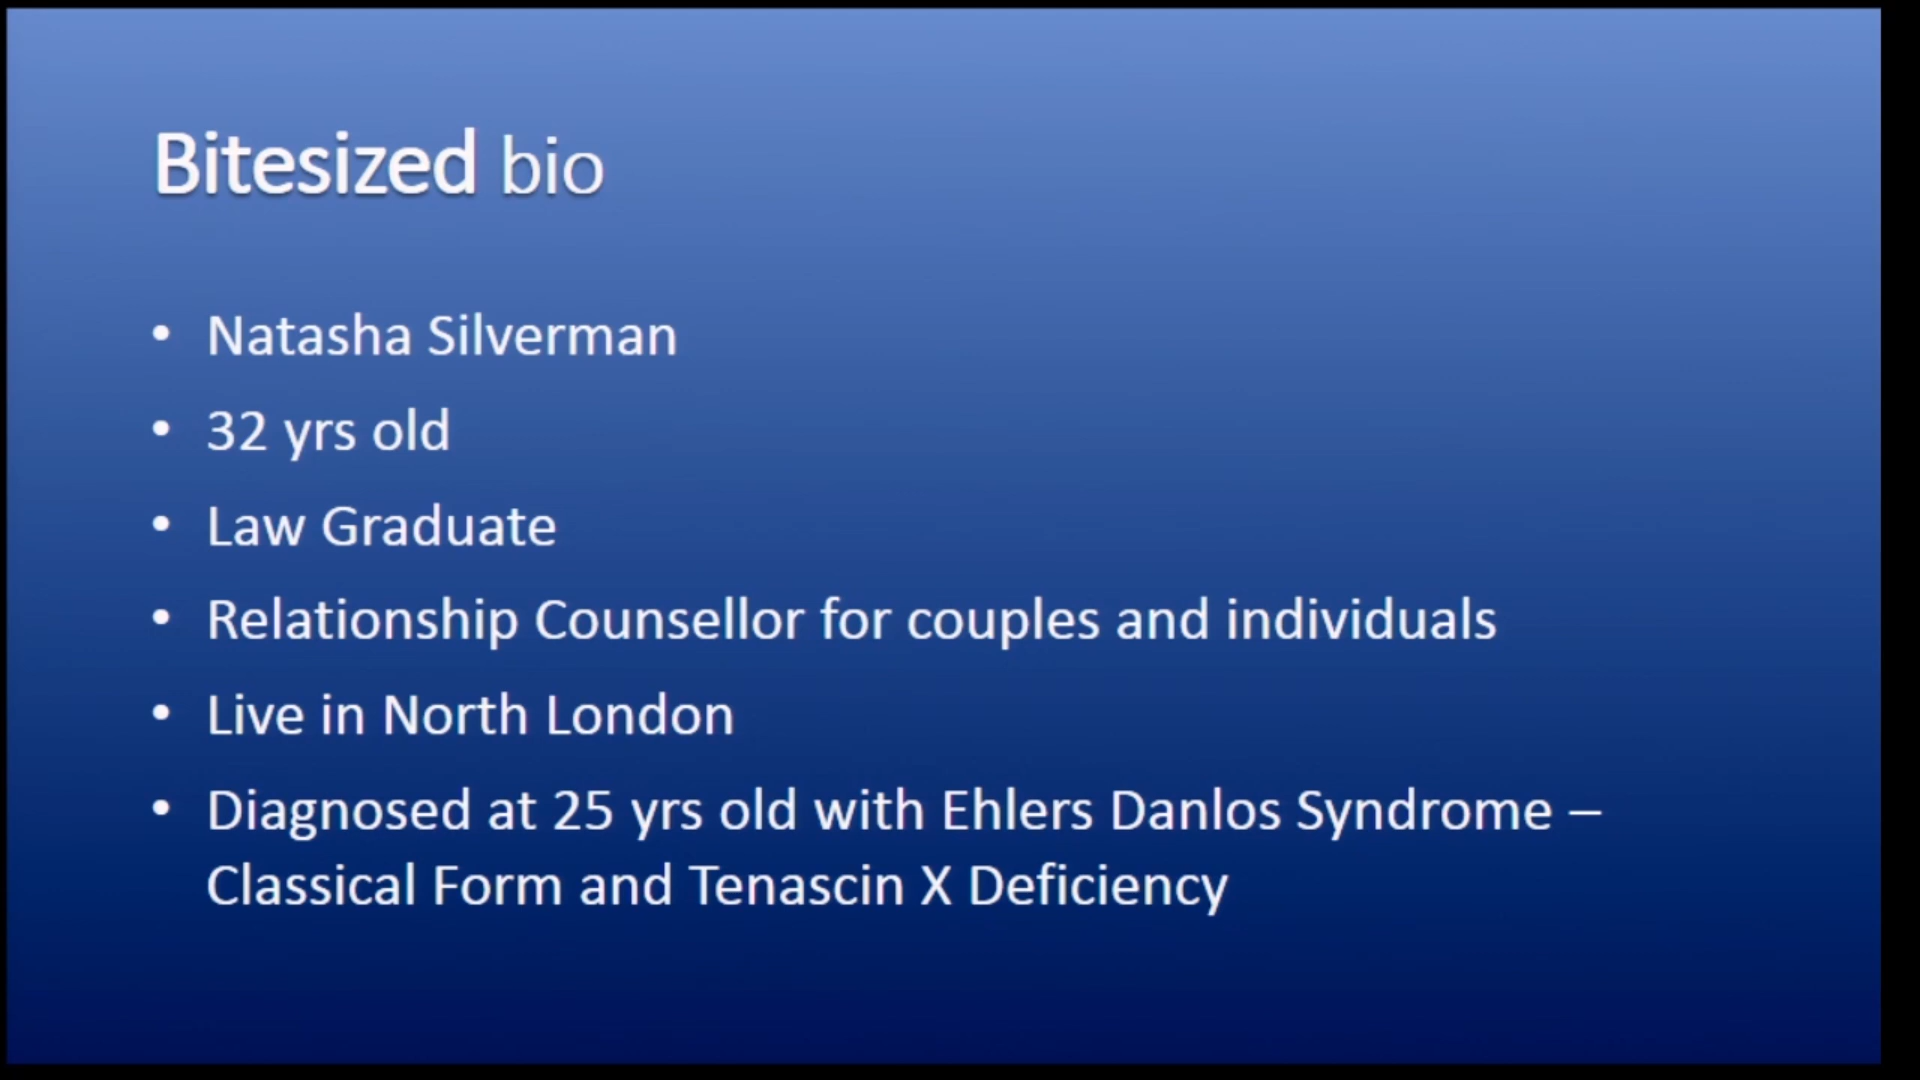 Bitesized bio
• Natasha Silverman
• 32 yrs old
• Law Graduate
• Relationship Counsellor for couples and individuals
• Live in North London
• Diagnosed at 25 yrs old with Ehlers Danlos Syndrome –
Classical Form and Tenascin X Deficiency